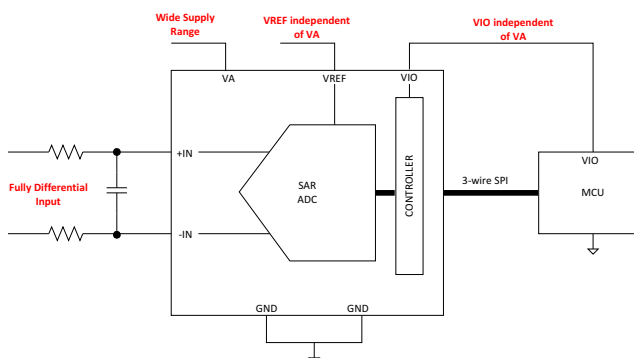 Wide Supply
Range
VREF independent
of VA
VIO independent
of VA
VA
VREF
VIO
+IN
Fully Differential
Input
-IN
SAR
ADC
CONTROLLER
3-wire SPI
VIO
MCU
GND
GND